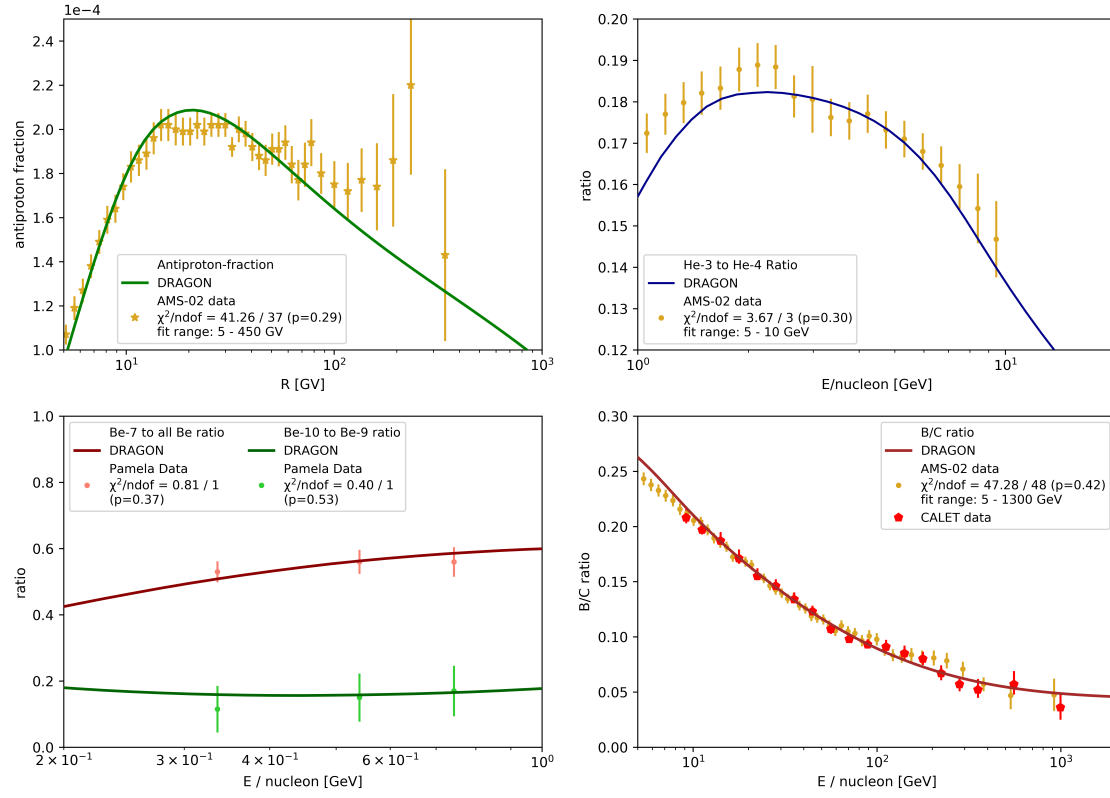 1e−4
2.4
2.2
2.0
1.8
1.6
1.4
1.2
1.0
antiproton fraction
Antiproton-fraction
DRAGON
AMS-02 data
χ²/ndof = 41.26 / 37 (p=0.29)
fit range: 5 - 450 GV
10¹
10²
10³
R [GV]
0.20
0.19
0.18
0.17
0.16
0.15
0.14
0.13
0.12
ratio
He-3 to He-4 Ratio
DRAGON
AMS-02 data
χ²/ndof = 3.67 / 3 (p=0.30)
fit range: 5 - 10 GeV
10⁰
10¹
E/nucleon [GeV]
1.0
0.8
0.6
0.4
0.2
0.0
ratio
Be-7 to all Be ratio
DRAGON
Pamela Data
χ²/ndof = 0.81 / 1
(p=0.37)
Be-10 to Be-9 ratio
DRAGON
Pamela Data
χ²/ndof = 0.40 / 1
(p=0.53)
2 × 10⁻¹
3 × 10⁻¹
4 × 10⁻¹
6 × 10⁻¹
10⁰
E / nucleon [GeV]
0.30
0.25
0.20
0.15
0.10
0.05
0.00
B/C ratio
B/C ratio
DRAGON
AMS-02 data
χ²/ndof = 47.28 / 48 (p=0.42)
fit range: 5 - 1300 GeV
CALET data
10¹
10²
10³
E / nucleon [GeV]